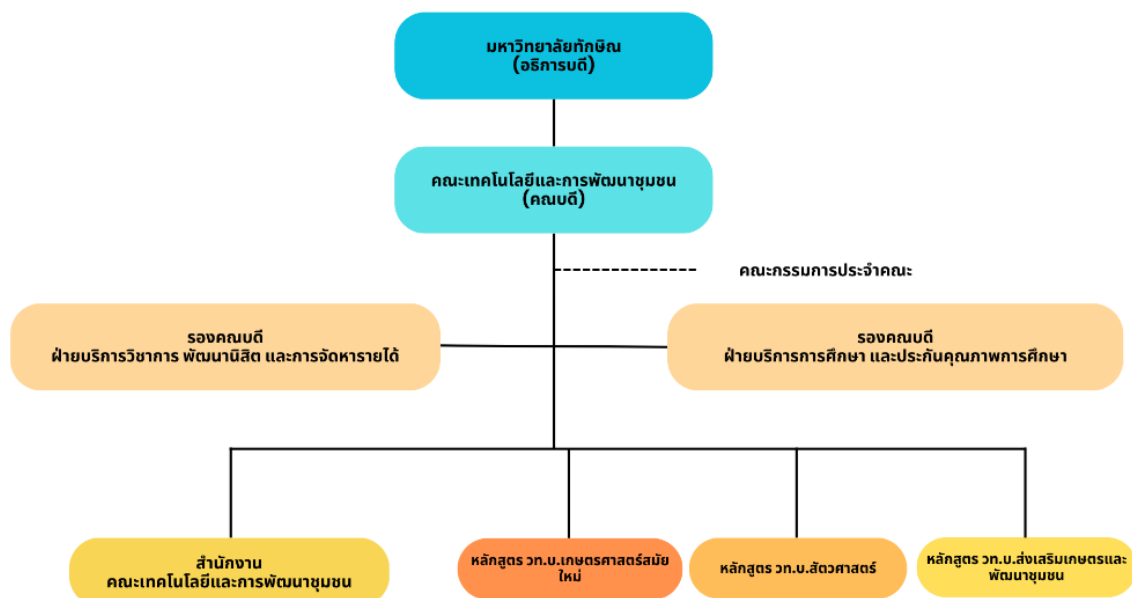 มหาวิทยาลัยทักษิณ
(อธิการบดี)
คณะเทคโนโลยีและการพัฒนาชุมชน
(คณบดี)
คณะกรรมการประจำคณะ
รองคณบดี
ฝ่ายบริการวิชาการ พัฒนานิสิต และการจัดหารายได้
รองคณบดี
ฝ่ายบริการการศึกษา และประกันคุณภาพการศึกษา
สำนักงาน
คณะเทคโนโลยีและการพัฒนาชุมชน
หลักสูตร วท.บ.เกษตรศาสตร์สมัย
ใหม่
หลักสูตร วท.บ.สัตวศาสตร์
หลักสูตร วท.บ.ส่งเสริมเกษตรและ
พัฒนาชุมชน